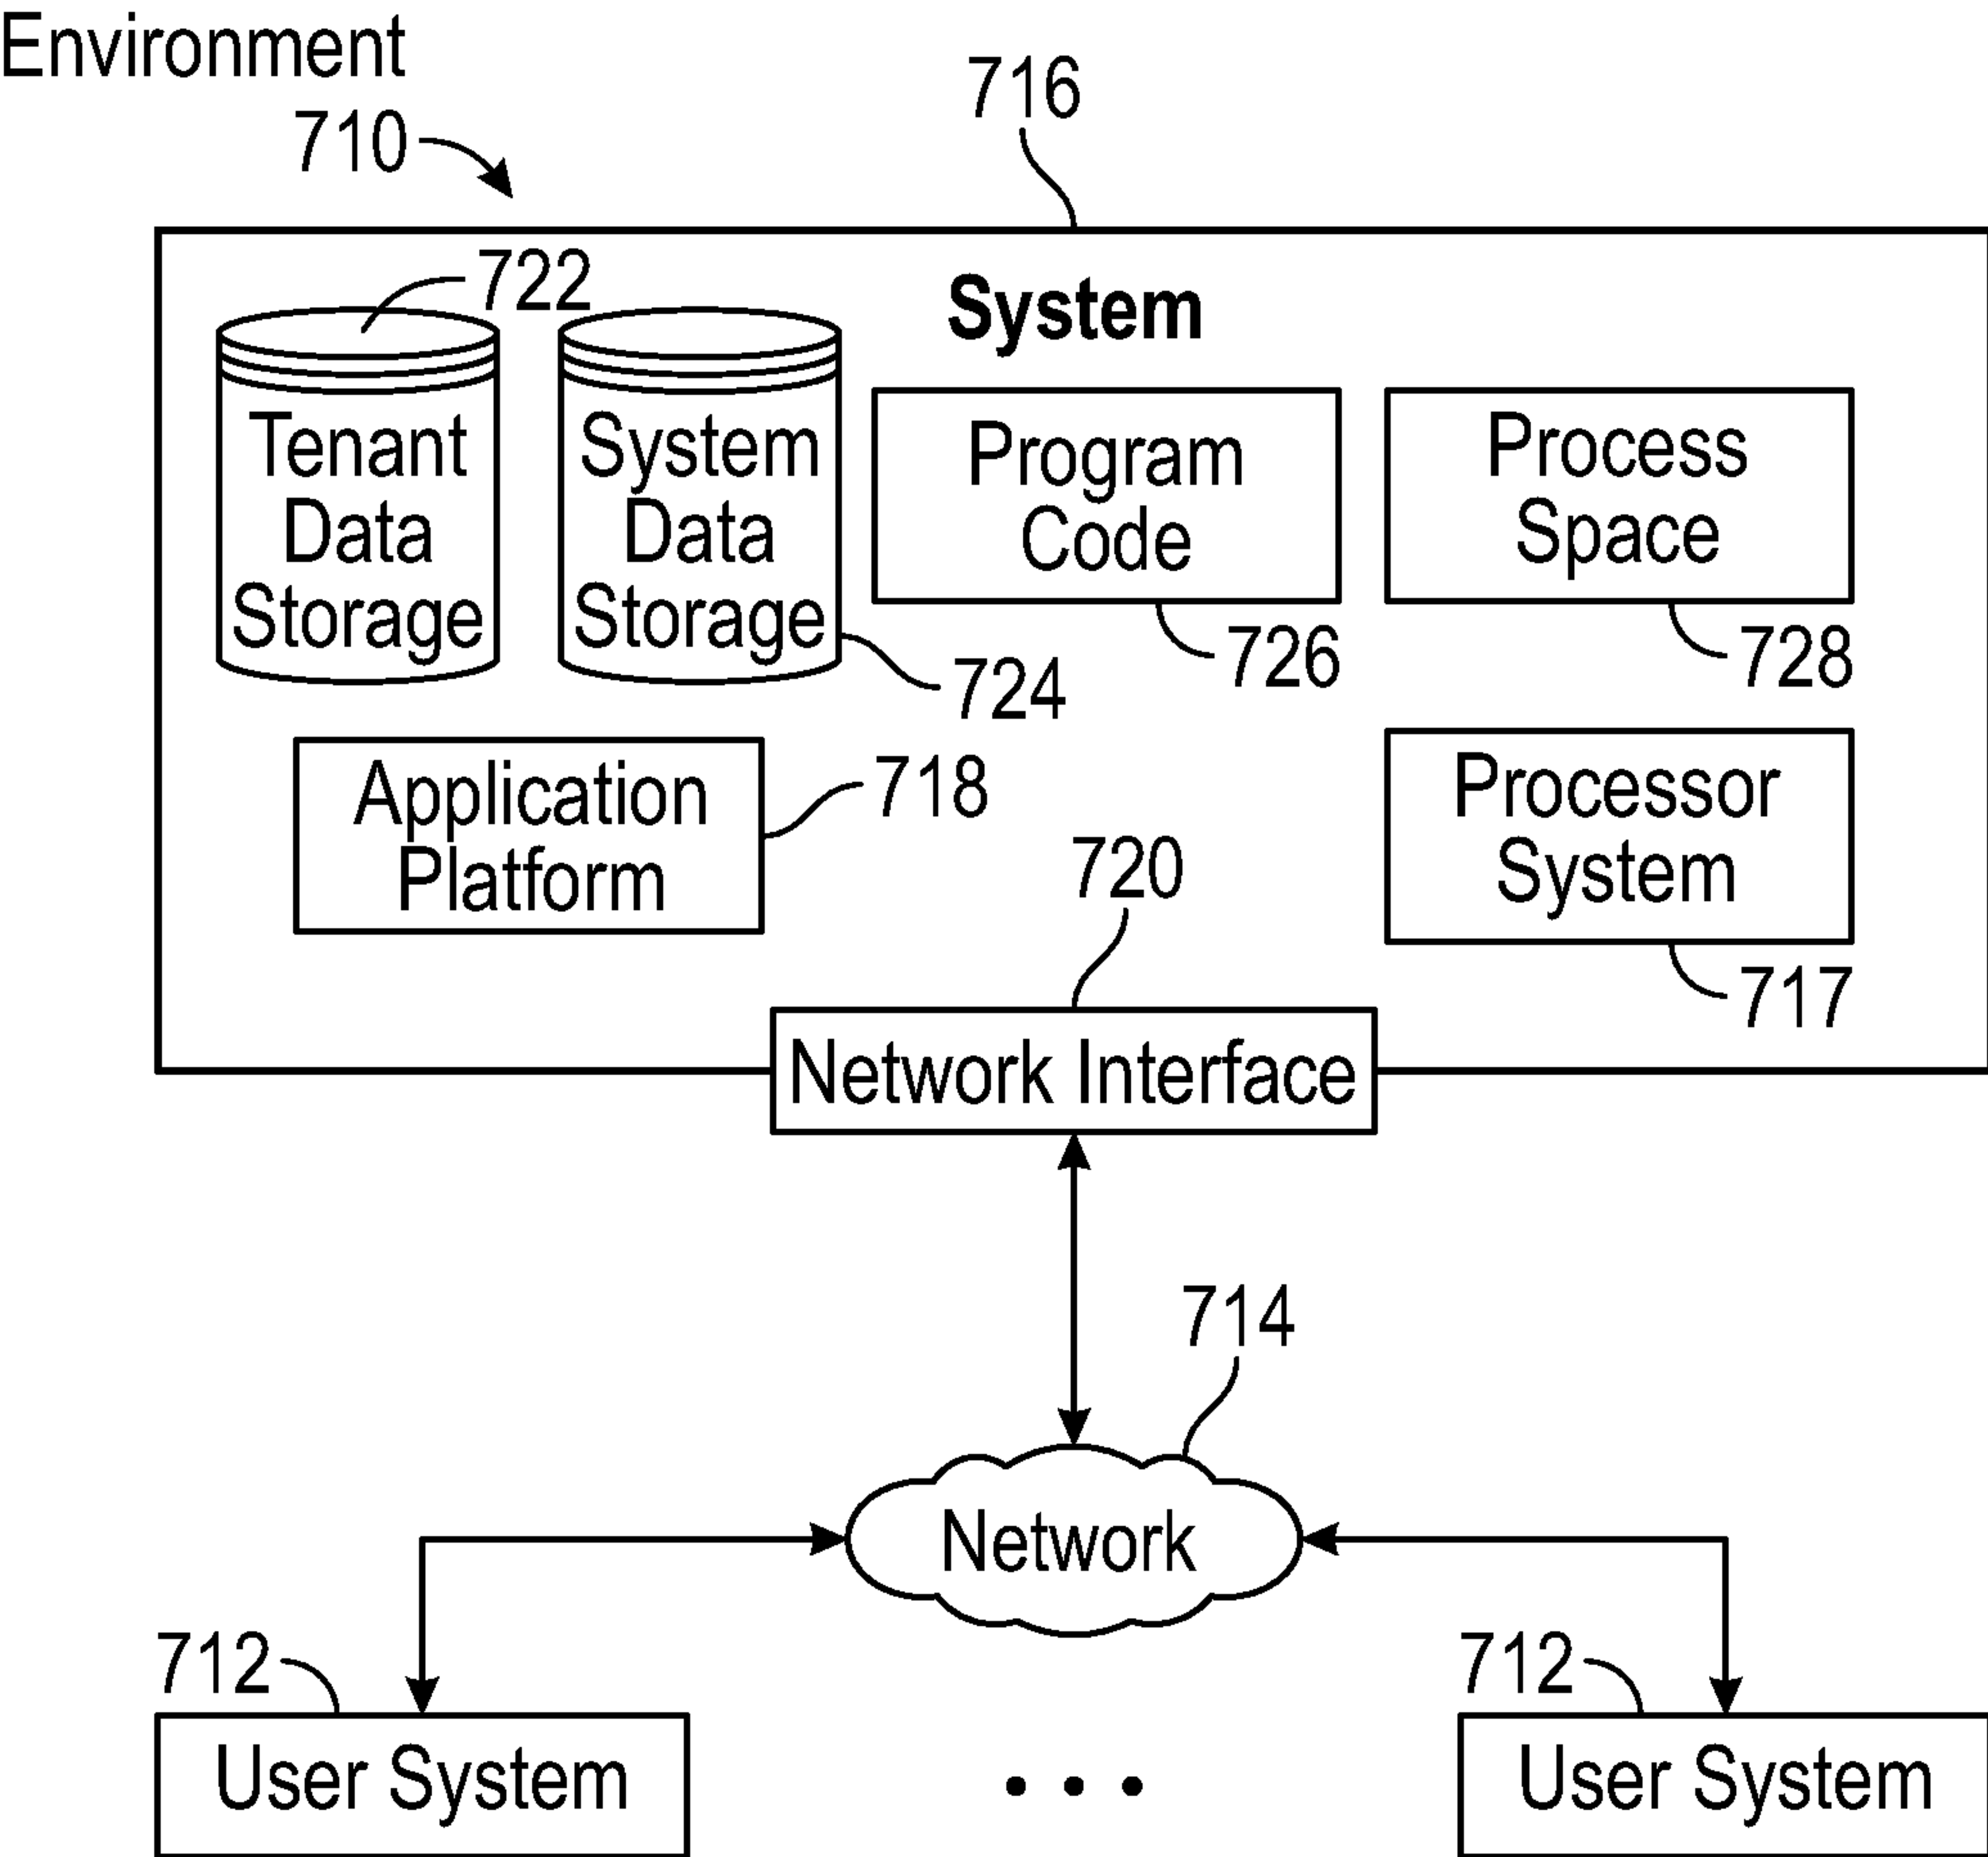 Environment
710
716
722
System
Tenant
Data
Storage
System
Data
Storage
724
Program
Code
726
Process
Space
728
Application
Platform
718
Processor
System
717
720
Network Interface
714
Network
712
User System
• • •
712
User System